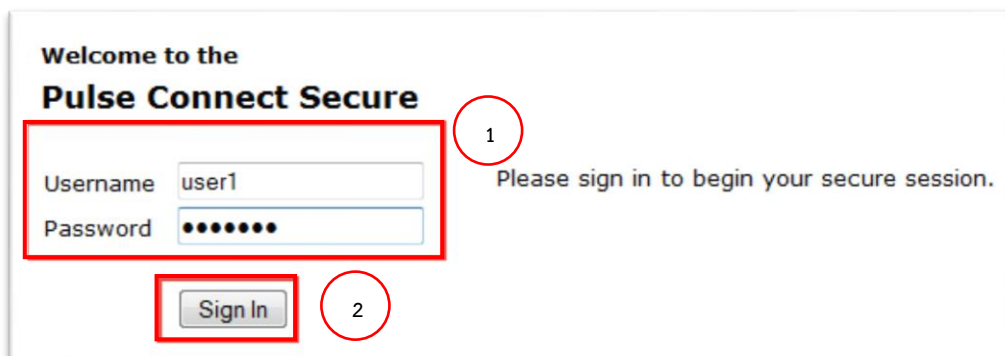 Welcome to the
Pulse Connect Secure
1
Username user1
Please sign in to begin your secure session.
Password •••••••
Sign In
2